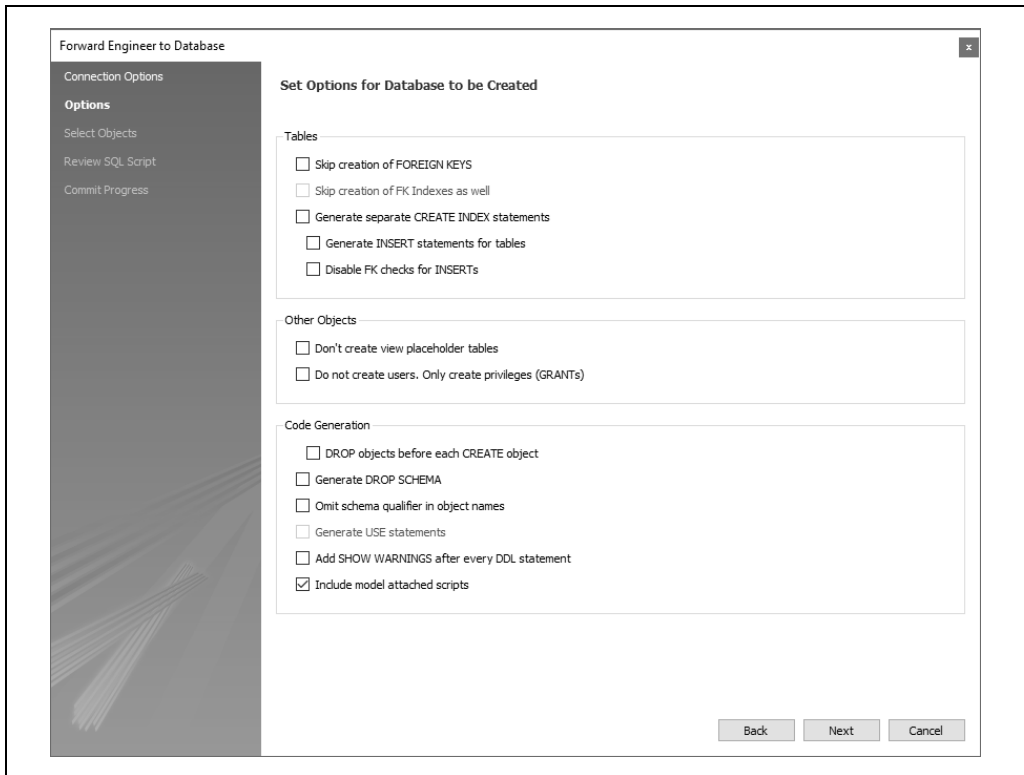 Forward Engineer to Database
x
Connection Options
Options
Select Objects
Review SQL Script
Commit Progress
Set Options for Database to be Created
Tables
Skip creation of FOREIGN KEYS
Skip creation of FK Indexes as well
Generate separate CREATE INDEX statements
Generate INSERT statements for tables
Disable FK checks for INSERTs
Other Objects
Don't create view placeholder tables
Do not create users. Only create privileges (GRANTs)
Code Generation
DROP objects before each CREATE object
Generate DROP SCHEMA
Omit schema qualifier in object names
Generate USE statements
Add SHOW WARNINGS after every DDL statement
Include model attached scripts
Back Next Cancel